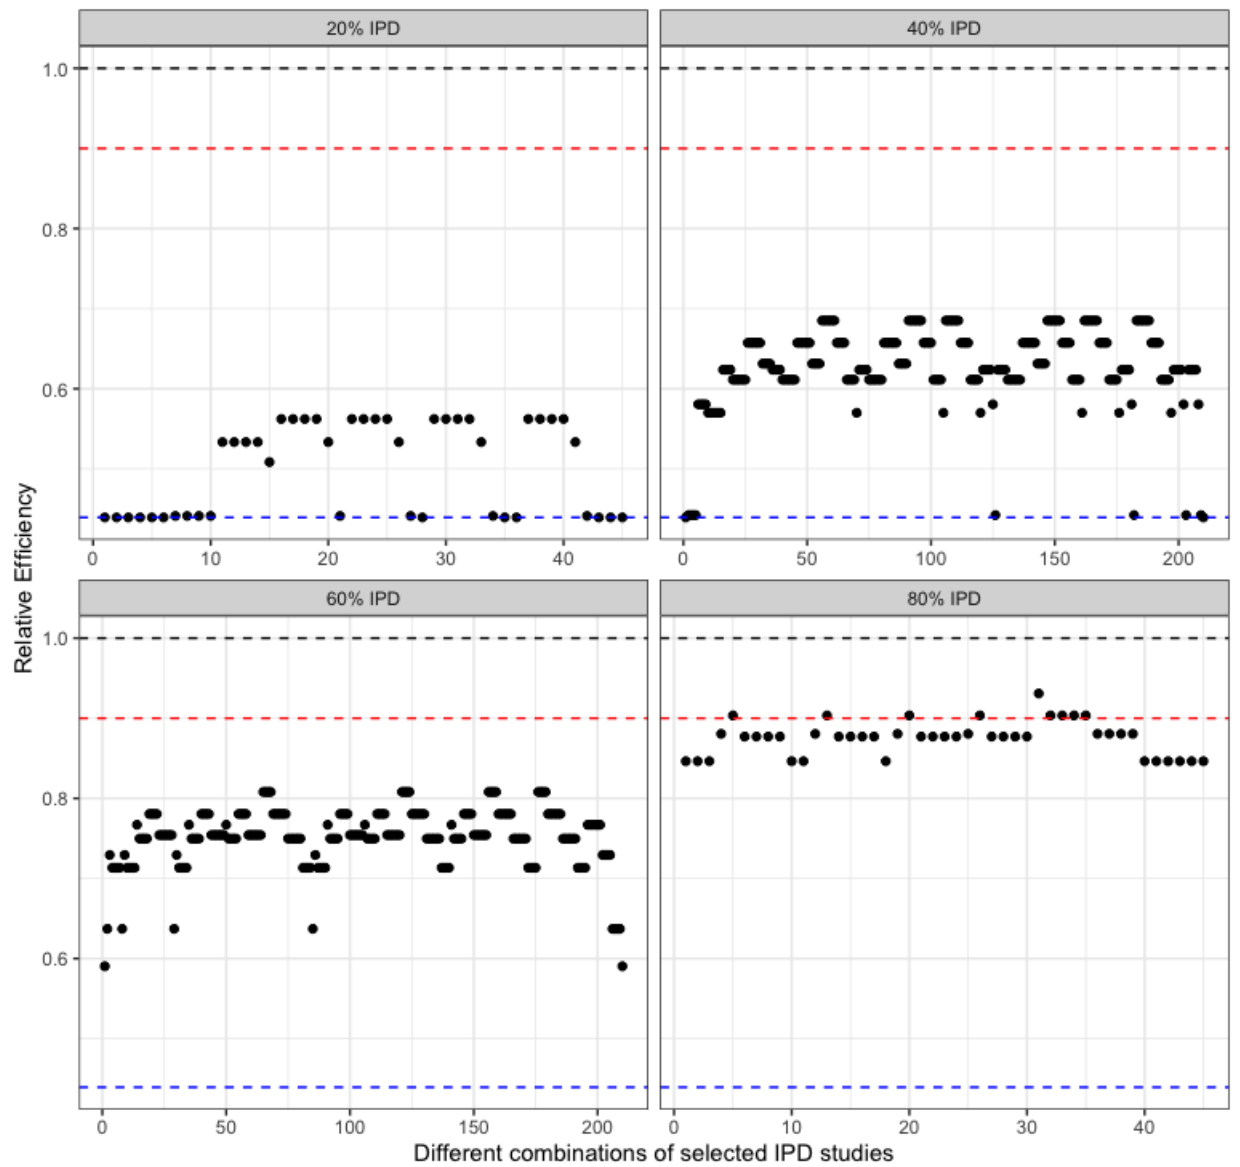 20% IPD
40% IPD
1.0
0.8
0.6
0 10 20 30 40
0 50 100 150 200
60% IPD
80% IPD
1.0
0.8
0.6
0 50 100 150 200
0 10 20 30 40
Relative Efficiency
Different combinations of selected IPD studies